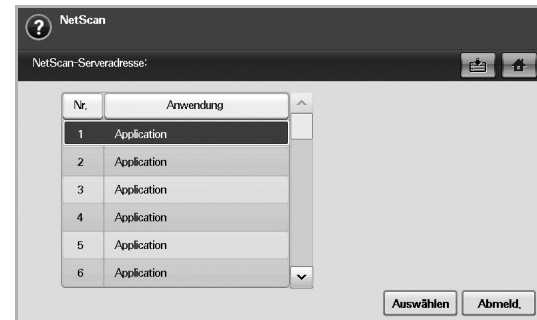 NetScan
NetScan-Serveradresse:
Nr. Anwendung
1 Application
2 Application
3 Application
4 Application
5 Application
6 Application
Auswählen Abmeld.